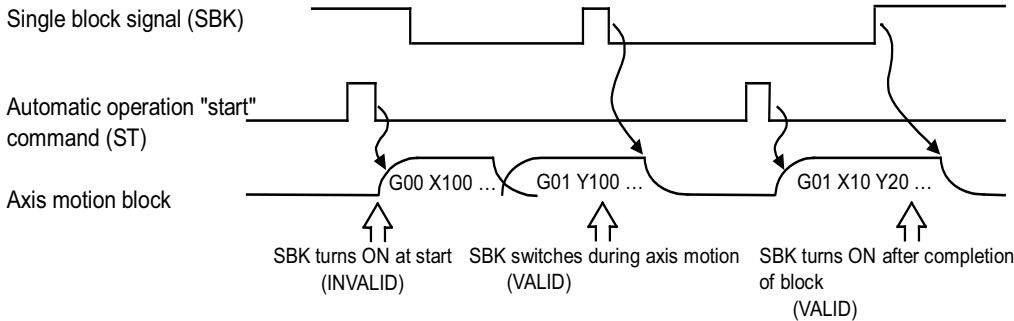 Single block signal (SBK)
Automatic operation "start"
command (ST)
Axis motion block
G00 X100 …
G01 Y100 …
G01 X10 Y20 …
SBK turns ON at start
(INVALID)
SBK switches during axis motion
(VALID)
SBK turns ON after completion
of block
(VALID)